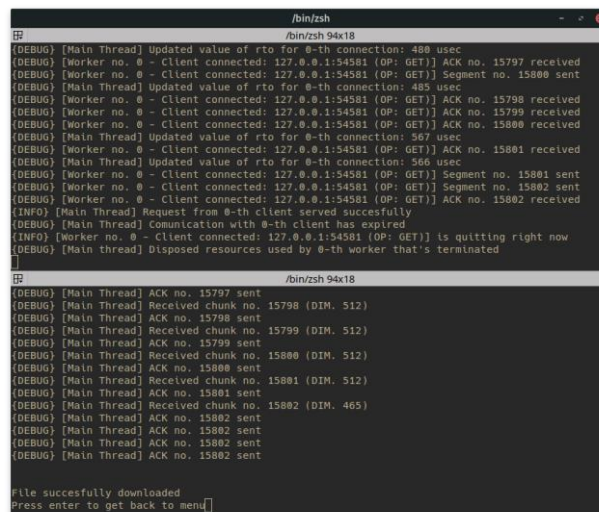 /bin/zsh
/bin/zsh 94x18
{DEBUG} [Main Thread] Updated value of rto for 0-th connection: 480 usec
{DEBUG} [Worker no. 0 - Client connected: 127.0.0.1:54581 (OP: GET)] ACK no. 15797 received
{DEBUG} [Worker no. 0 - Client connected: 127.0.0.1:54581 (OP: GET)] Segment no. 15800 sent
{DEBUG} [Main Thread] Updated value of rto for 0-th connection: 485 usec
{DEBUG} [Worker no. 0 - Client connected: 127.0.0.1:54581 (OP: GET)] ACK no. 15798 received
{DEBUG} [Worker no. 0 - Client connected: 127.0.0.1:54581 (OP: GET)] ACK no. 15799 received
{DEBUG} [Worker no. 0 - Client connected: 127.0.0.1:54581 (OP: GET)] ACK no. 15800 received
{DEBUG} [Main Thread] Updated value of rto for 0-th connection: 567 usec
{DEBUG} [Worker no. 0 - Client connected: 127.0.0.1:54581 (OP: GET)] ACK no. 15801 received
{DEBUG} [Main Thread] Updated value of rto for 0-th connection: 566 usec
{DEBUG} [Worker no. 0 - Client connected: 127.0.0.1:54581 (OP: GET)] Segment no. 15801 sent
{DEBUG} [Worker no. 0 - Client connected: 127.0.0.1:54581 (OP: GET)] Segment no. 15802 sent
{DEBUG} [Worker no. 0 - Client connected: 127.0.0.1:54581 (OP: GET)] ACK no. 15802 received
{INFO} [Main Thread] Request from 0-th client served succesfully
{DEBUG} [Main Thread] Comunication with 0-th client has expired
{INFO} [Worker no. 0 - Client connected: 127.0.0.1:54581 (OP: GET)] is quitting right now
{DEBUG} [Main Thread] Disposed resources used by 0-th worker that's terminated
/bin/zsh 94x18
{DEBUG} [Main Thread] ACK no. 15797 sent
{DEBUG} [Main Thread] Received chunk no. 15798 (DIM. 512)
{DEBUG} [Main Thread] ACK no. 15798 sent
{DEBUG} [Main Thread] Received chunk no. 15799 (DIM. 512)
{DEBUG} [Main Thread] ACK no. 15799 sent
{DEBUG} [Main Thread] Received chunk no. 15800 (DIM. 512)
{DEBUG} [Main Thread] ACK no. 15800 sent
{DEBUG} [Main Thread] Received chunk no. 15801 (DIM. 512)
{DEBUG} [Main Thread] ACK no. 15801 sent
{DEBUG} [Main Thread] Received chunk no. 15802 (DIM. 465)
{DEBUG} [Main Thread] ACK no. 15802 sent
{DEBUG} [Main Thread] ACK no. 15802 sent
{DEBUG} [Main Thread] ACK no. 15802 sent
{DEBUG} [Main Thread] ACK no. 15802 sent
File succesfully downloaded
Press enter to get back to menu